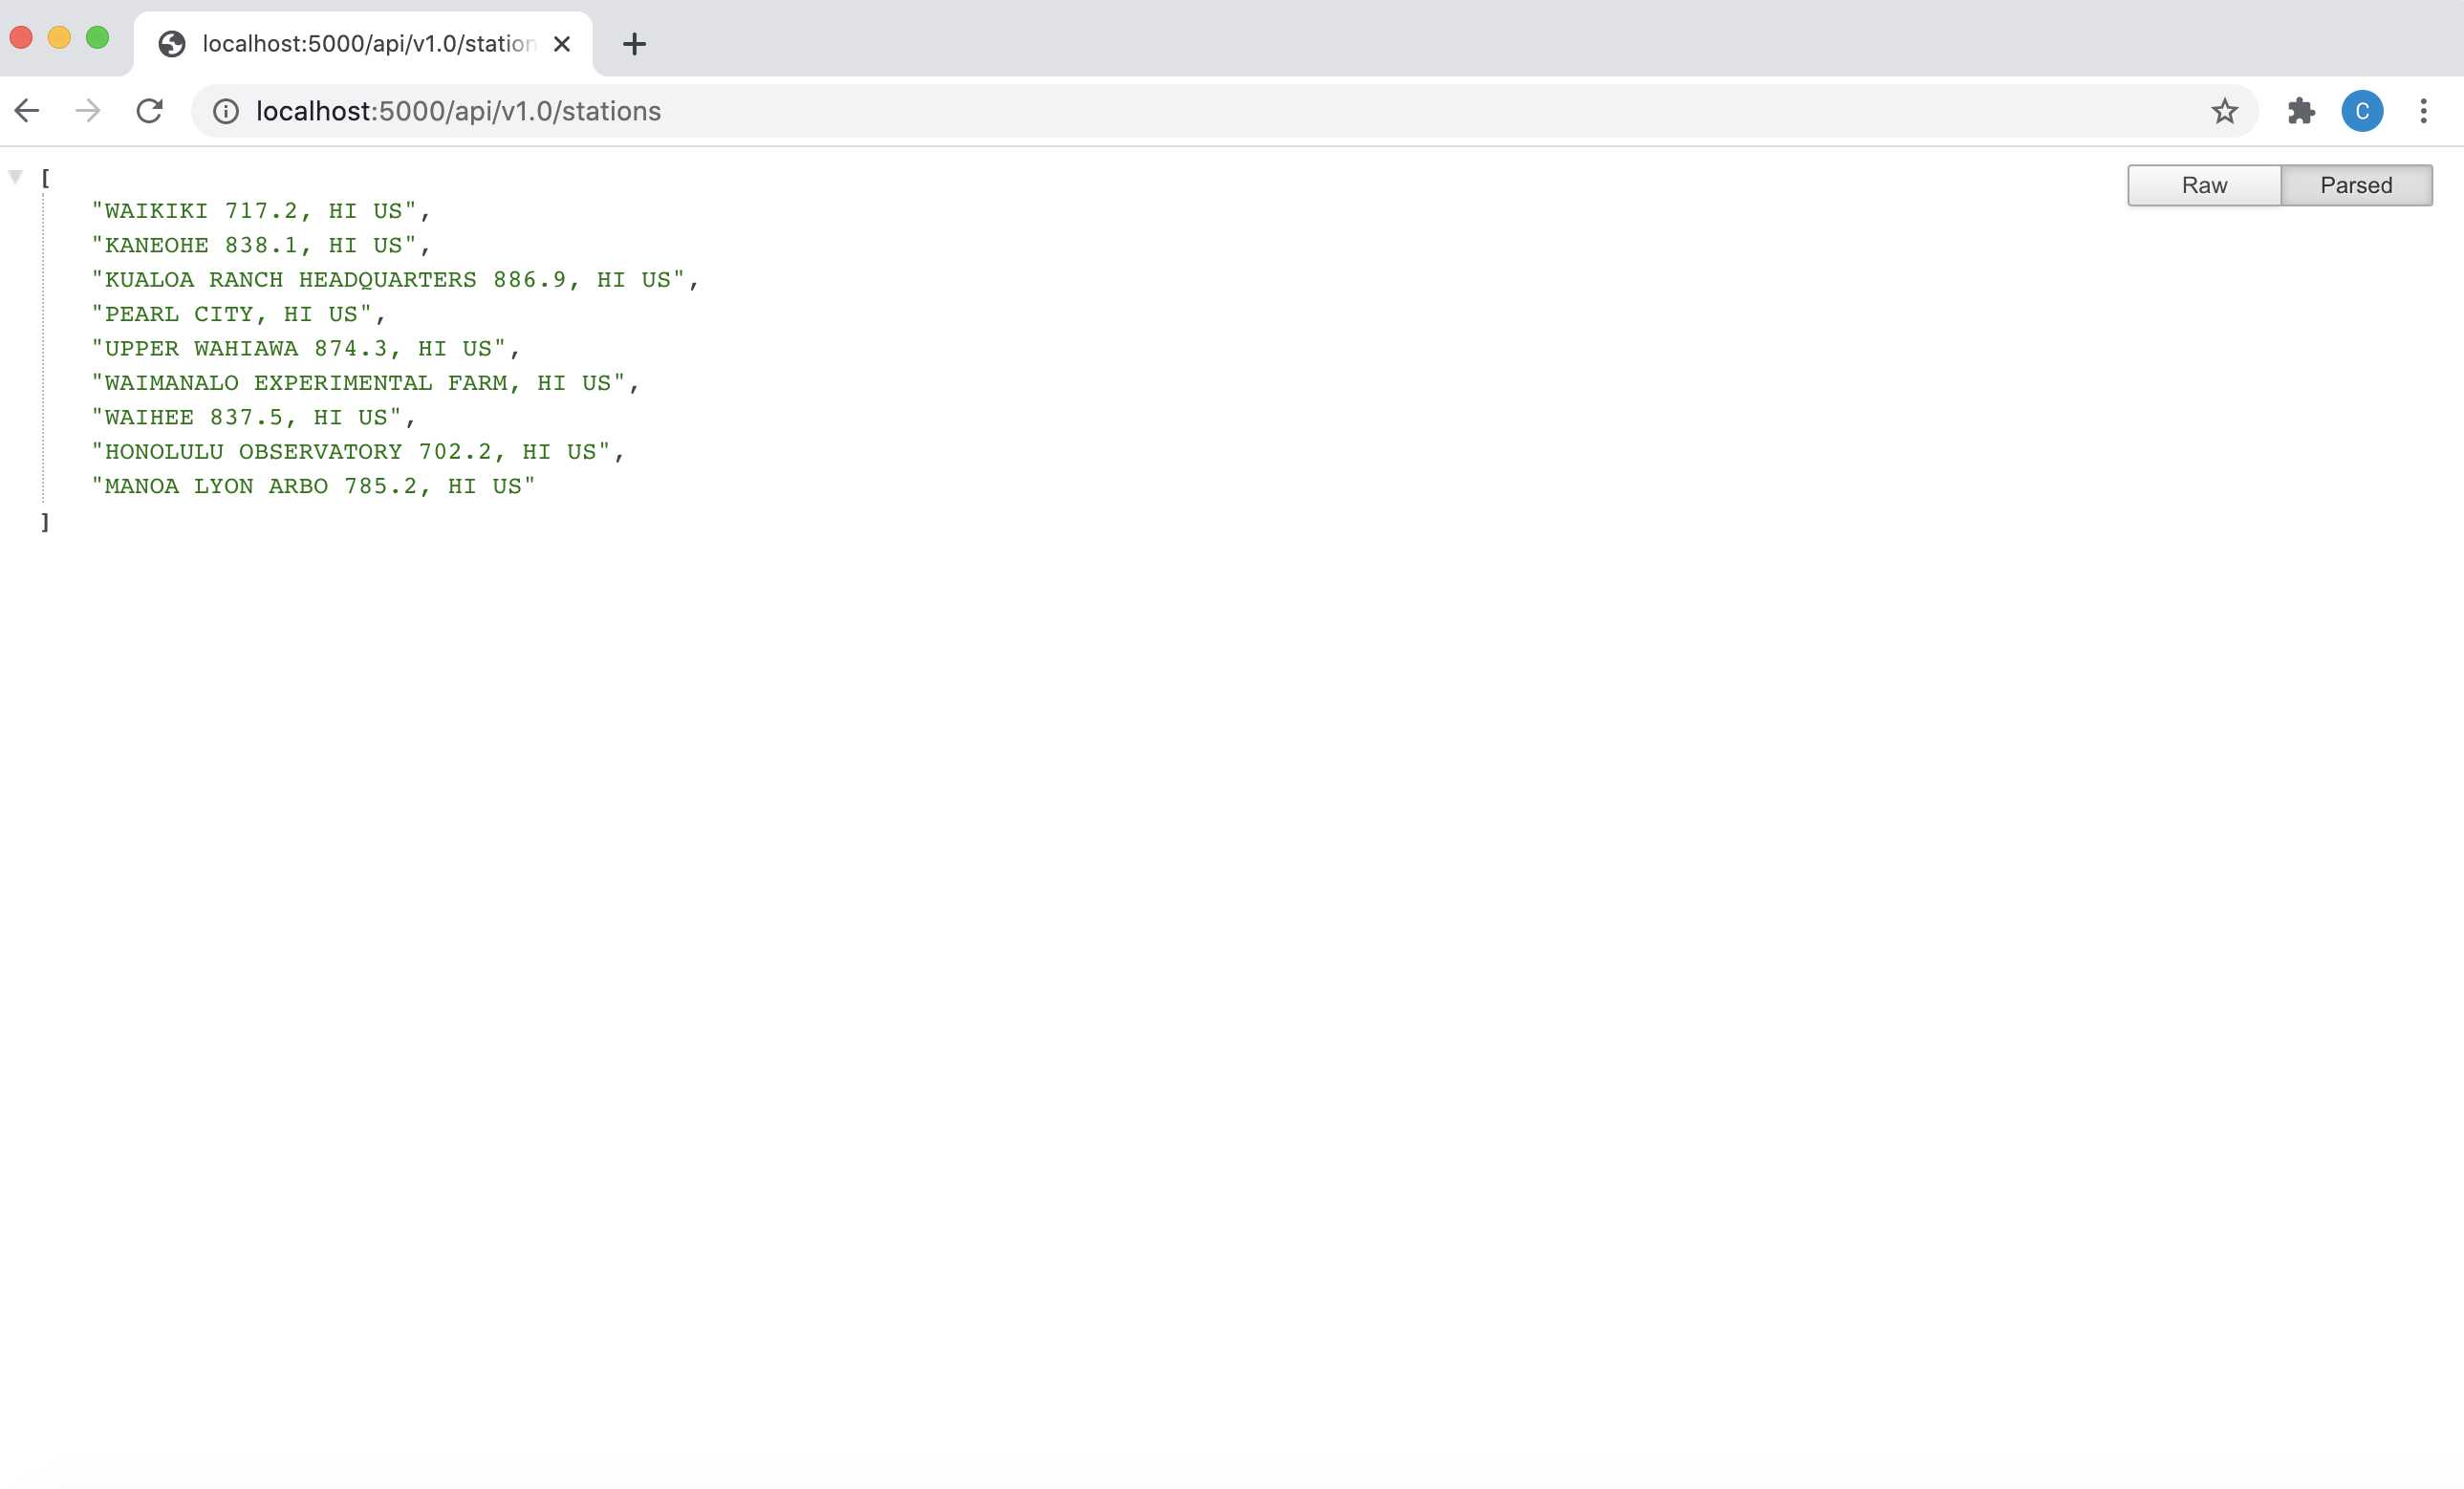 localhost:5000/api/v1.0/station
localhost:5000/api/v1.0/stations
C
Raw
Parsed
[
"WAIKIKI 717.2, HI US",
"KANEOHE 838.1, HI US",
"KUALOA RANCH HEADQUARTERS 886.9, HI US",
"PEARL CITY, HI US",
"UPPER WAHIAWA 874.3, HI US",
"WAIMANALO EXPERIMENTAL FARM, HI US",
"WAIHEE 837.5, HI US",
"HONOLULU OBSERVATORY 702.2, HI US",
"MANOA LYON ARBO 785.2, HI US"
]